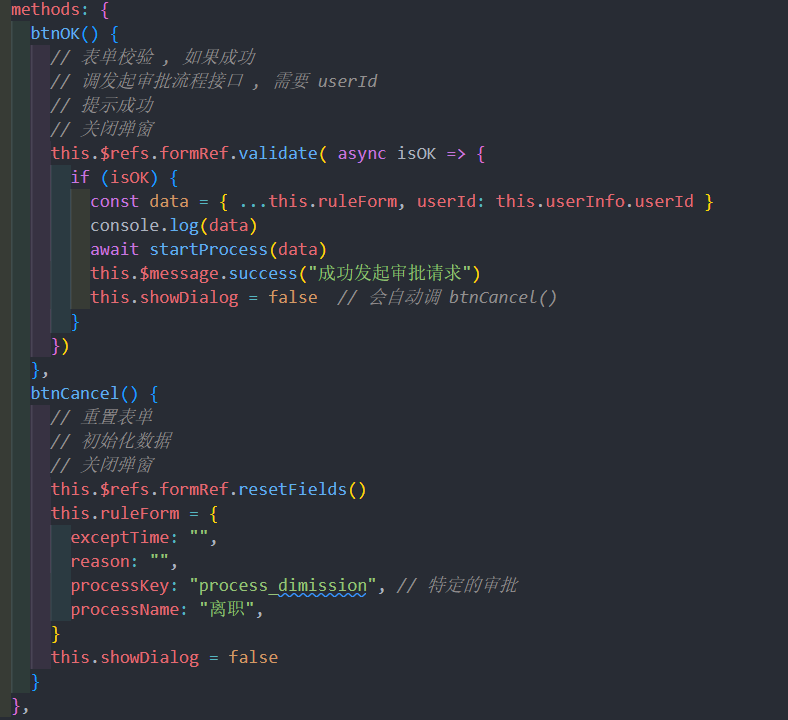 methods: {
btnOK() {
// 表单校验 , 如果成功
// 调发起审批流程接口 , 需要 userId
// 提示成功
// 关闭弹窗
this.$refs.formRef.validate( async isOK => {
if (isOK) {
const data = { ...this.ruleForm, userId: this.userInfo.userId }
console.log(data)
await startProcess(data)
this.$message.success("成功发起审批请求")
this.showDialog = false  // 会自动调 btnCancel()
}
})
},
btnCancel() {
// 重置表单
// 初始化数据
// 关闭弹窗
this.$refs.formRef.resetFields()
this.ruleForm = {
exceptTime: "",
reason: "",
processKey: "process_dimission", // 特定的审批
processName: "离职",
}
this.showDialog = false
}
},